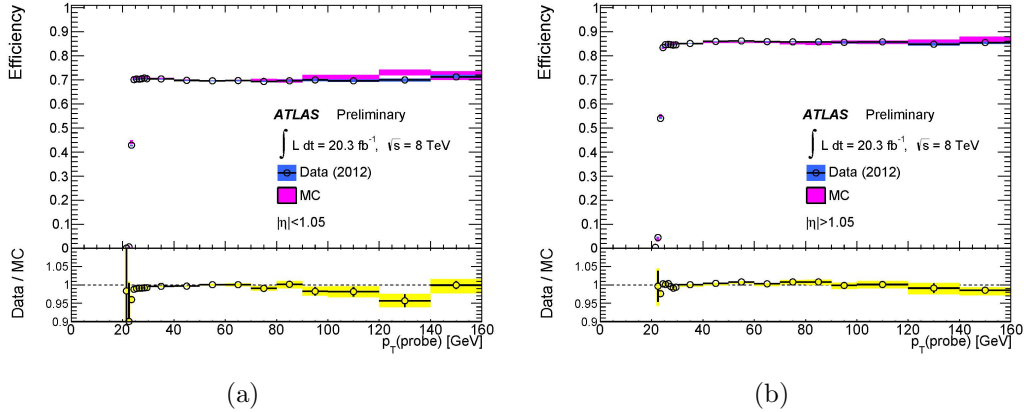 Efficiency
1
0.9
0.8
0.7
0.6
0.5
0.4
0.3
0.2
0.1
0
ATLAS Preliminary
∫ L dt = 20.3 fb⁻¹, √s = 8 TeV
Data (2012)
MC
|η|<1.05
Data / MC
1.05
1
0.95
0.9
0 20 40 60 80 100 120 140 160
p_T(probe) [GeV]
(a)
Efficiency
1
0.9
0.8
0.7
0.6
0.5
0.4
0.3
0.2
0.1
0
ATLAS Preliminary
∫ L dt = 20.3 fb⁻¹, √s = 8 TeV
Data (2012)
MC
|η|>1.05
Data / MC
1.05
1
0.95
0.9
0 20 40 60 80 100 120 140 160
p_T(probe) [GeV]
(b)